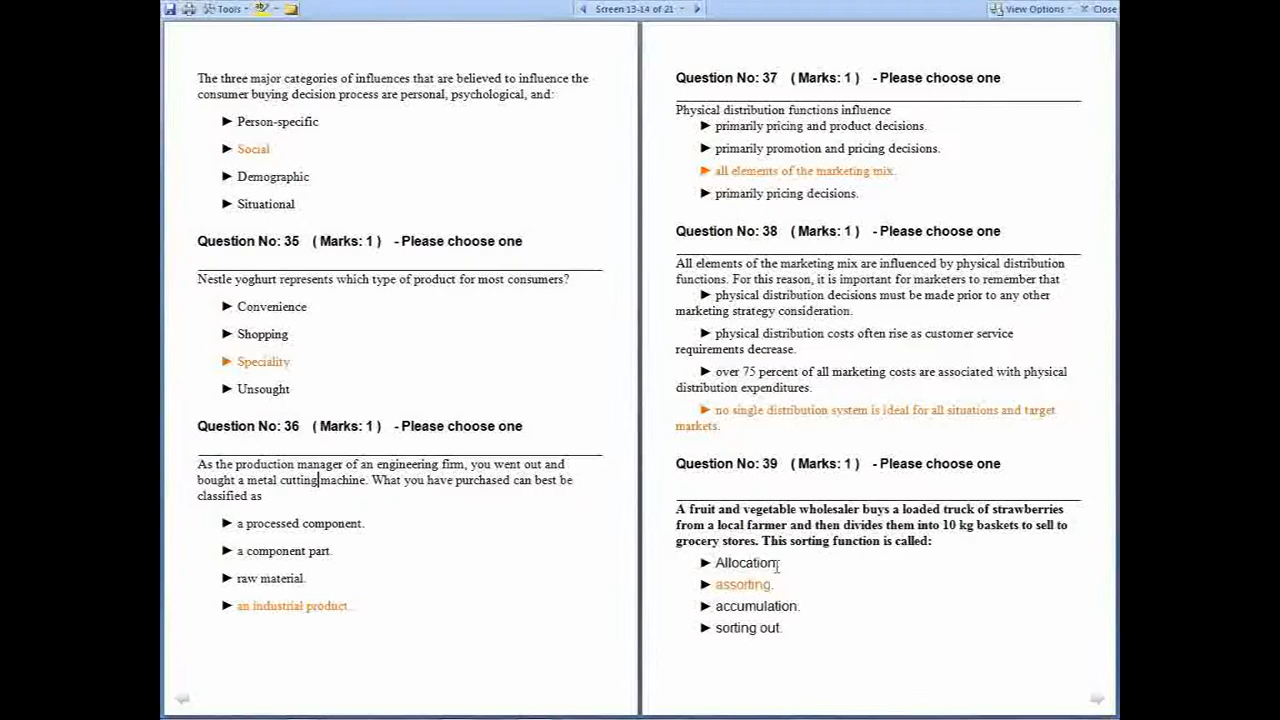 Tools
Screen 13-14 of 21
View Options
Close
The three major categories of influences that are believed to influence the
consumer buying decision process are personal, psychological, and:
► Person-specific
► Social
► Demographic
► Situational
Question No: 35 ( Marks: 1 ) - Please choose one
Nestle yoghurt represents which type of product for most consumers?
► Convenience
► Shopping
► Speciality
► Unsought
Question No: 36 ( Marks: 1 ) - Please choose one
As the production manager of an engineering firm, you went out and
bought a metal cutting machine. What you have purchased can best be
classified as
► a processed component.
► a component part.
► raw material.
► an industrial product.
Question No: 37 ( Marks: 1 ) - Please choose one
Physical distribution functions influence
► primarily pricing and product decisions.
► primarily promotion and pricing decisions.
► all elements of the marketing mix.
► primarily pricing decisions.
Question No: 38 ( Marks: 1 ) - Please choose one
All elements of the marketing mix are influenced by physical distribution
functions. For this reason, it is important for marketers to remember that
► physical distribution decisions must be made prior to any other
marketing strategy consideration.
► physical distribution costs often rise as customer service
requirements decrease.
► over 75 percent of all marketing costs are associated with physical
distribution expenditures.
► no single distribution system is ideal for all situations and target
markets.
Question No: 39 ( Marks: 1 ) - Please choose one
A fruit and vegetable wholesaler buys a loaded truck of strawberries
from a local farmer and then divides them into 10 kg baskets to sell to
grocery stores. This sorting function is called:
► Allocation.
► assorting.
► accumulation.
► sorting out.